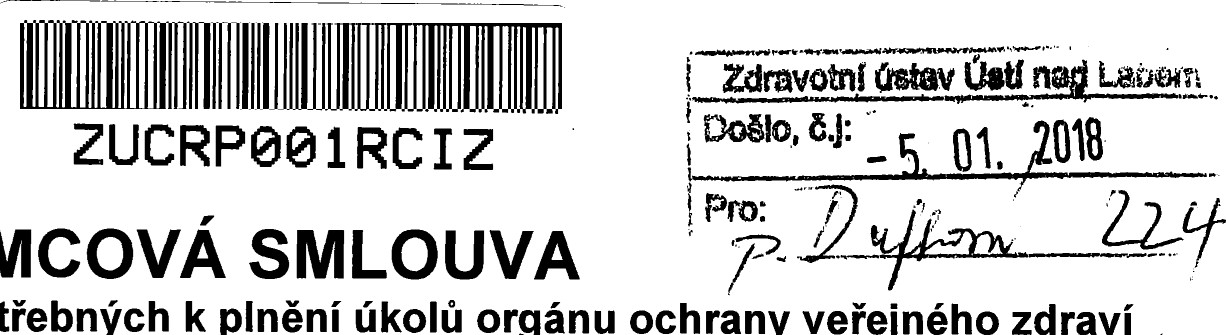 ZUCRP001RCIZ
Zdravotní ústav Ústí nad Labem
Došlo, č.j:
- 5. 01. 2018
Pro:
p. 224
MCOVÁ SMLOUVA
třebných k plnění úkolů orgánu ochrany veřejného zdraví